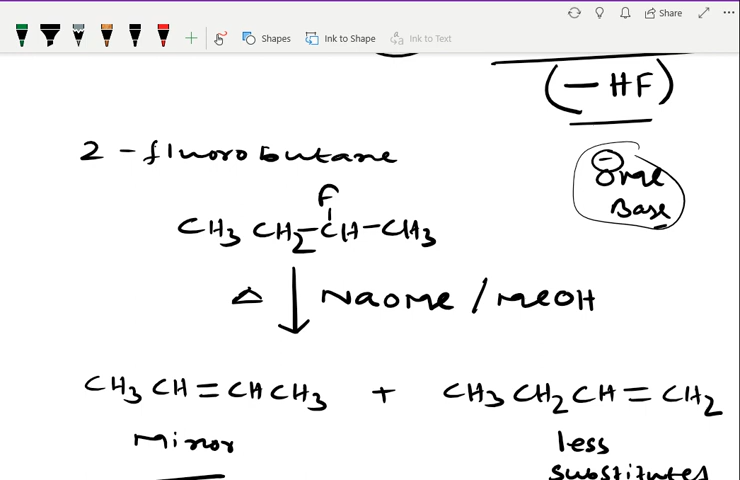 Share
Shapes Ink to Shape Ink to Text
(- HF)
2-fluorobutane
⊖OMe
Base
F
CH3 CH2-CH-CH3
Δ NaOMe / MeOH
CH3 CH=CH CH3 + CH3 CH2 CH=CH2
Minor less
substitutes